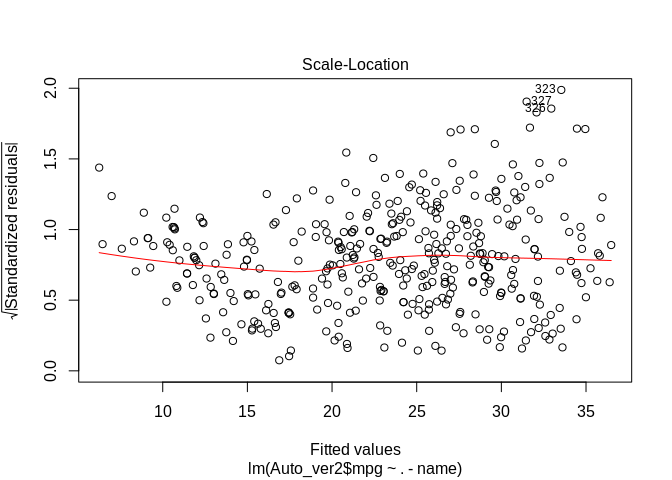 Scale-Location
√|Standardized residuals|
2.0
1.5
1.0
0.5
0.0
323
327
326
10 15 20 25 30 35
Fitted values
lm(Auto_ver2$mpg ~ . - name)